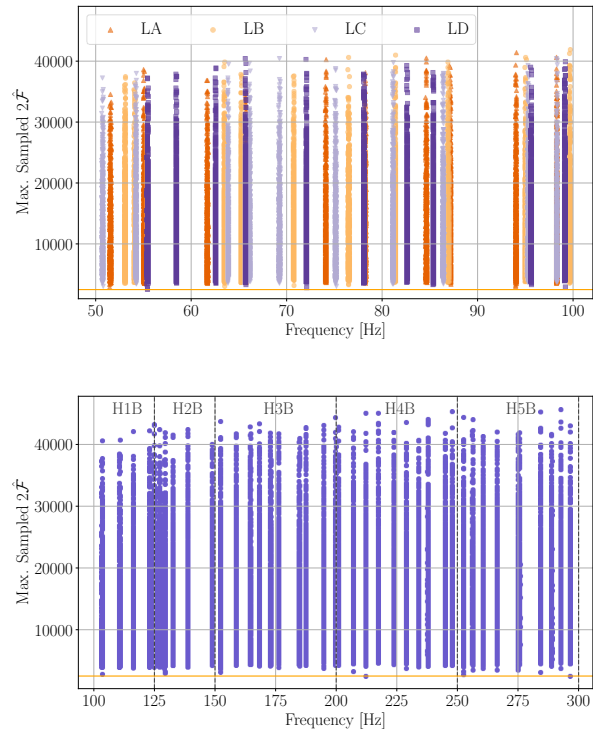 LA LB LC LD
40000
30000
20000
10000
Max. Sampled 2F̂
50 60 70 80 90 100
Frequency [Hz]
H1B H2B H3B H4B H5B
40000
30000
20000
10000
Max. Sampled 2F̂
100 125 150 175 200 225 250 275 300
Frequency [Hz]